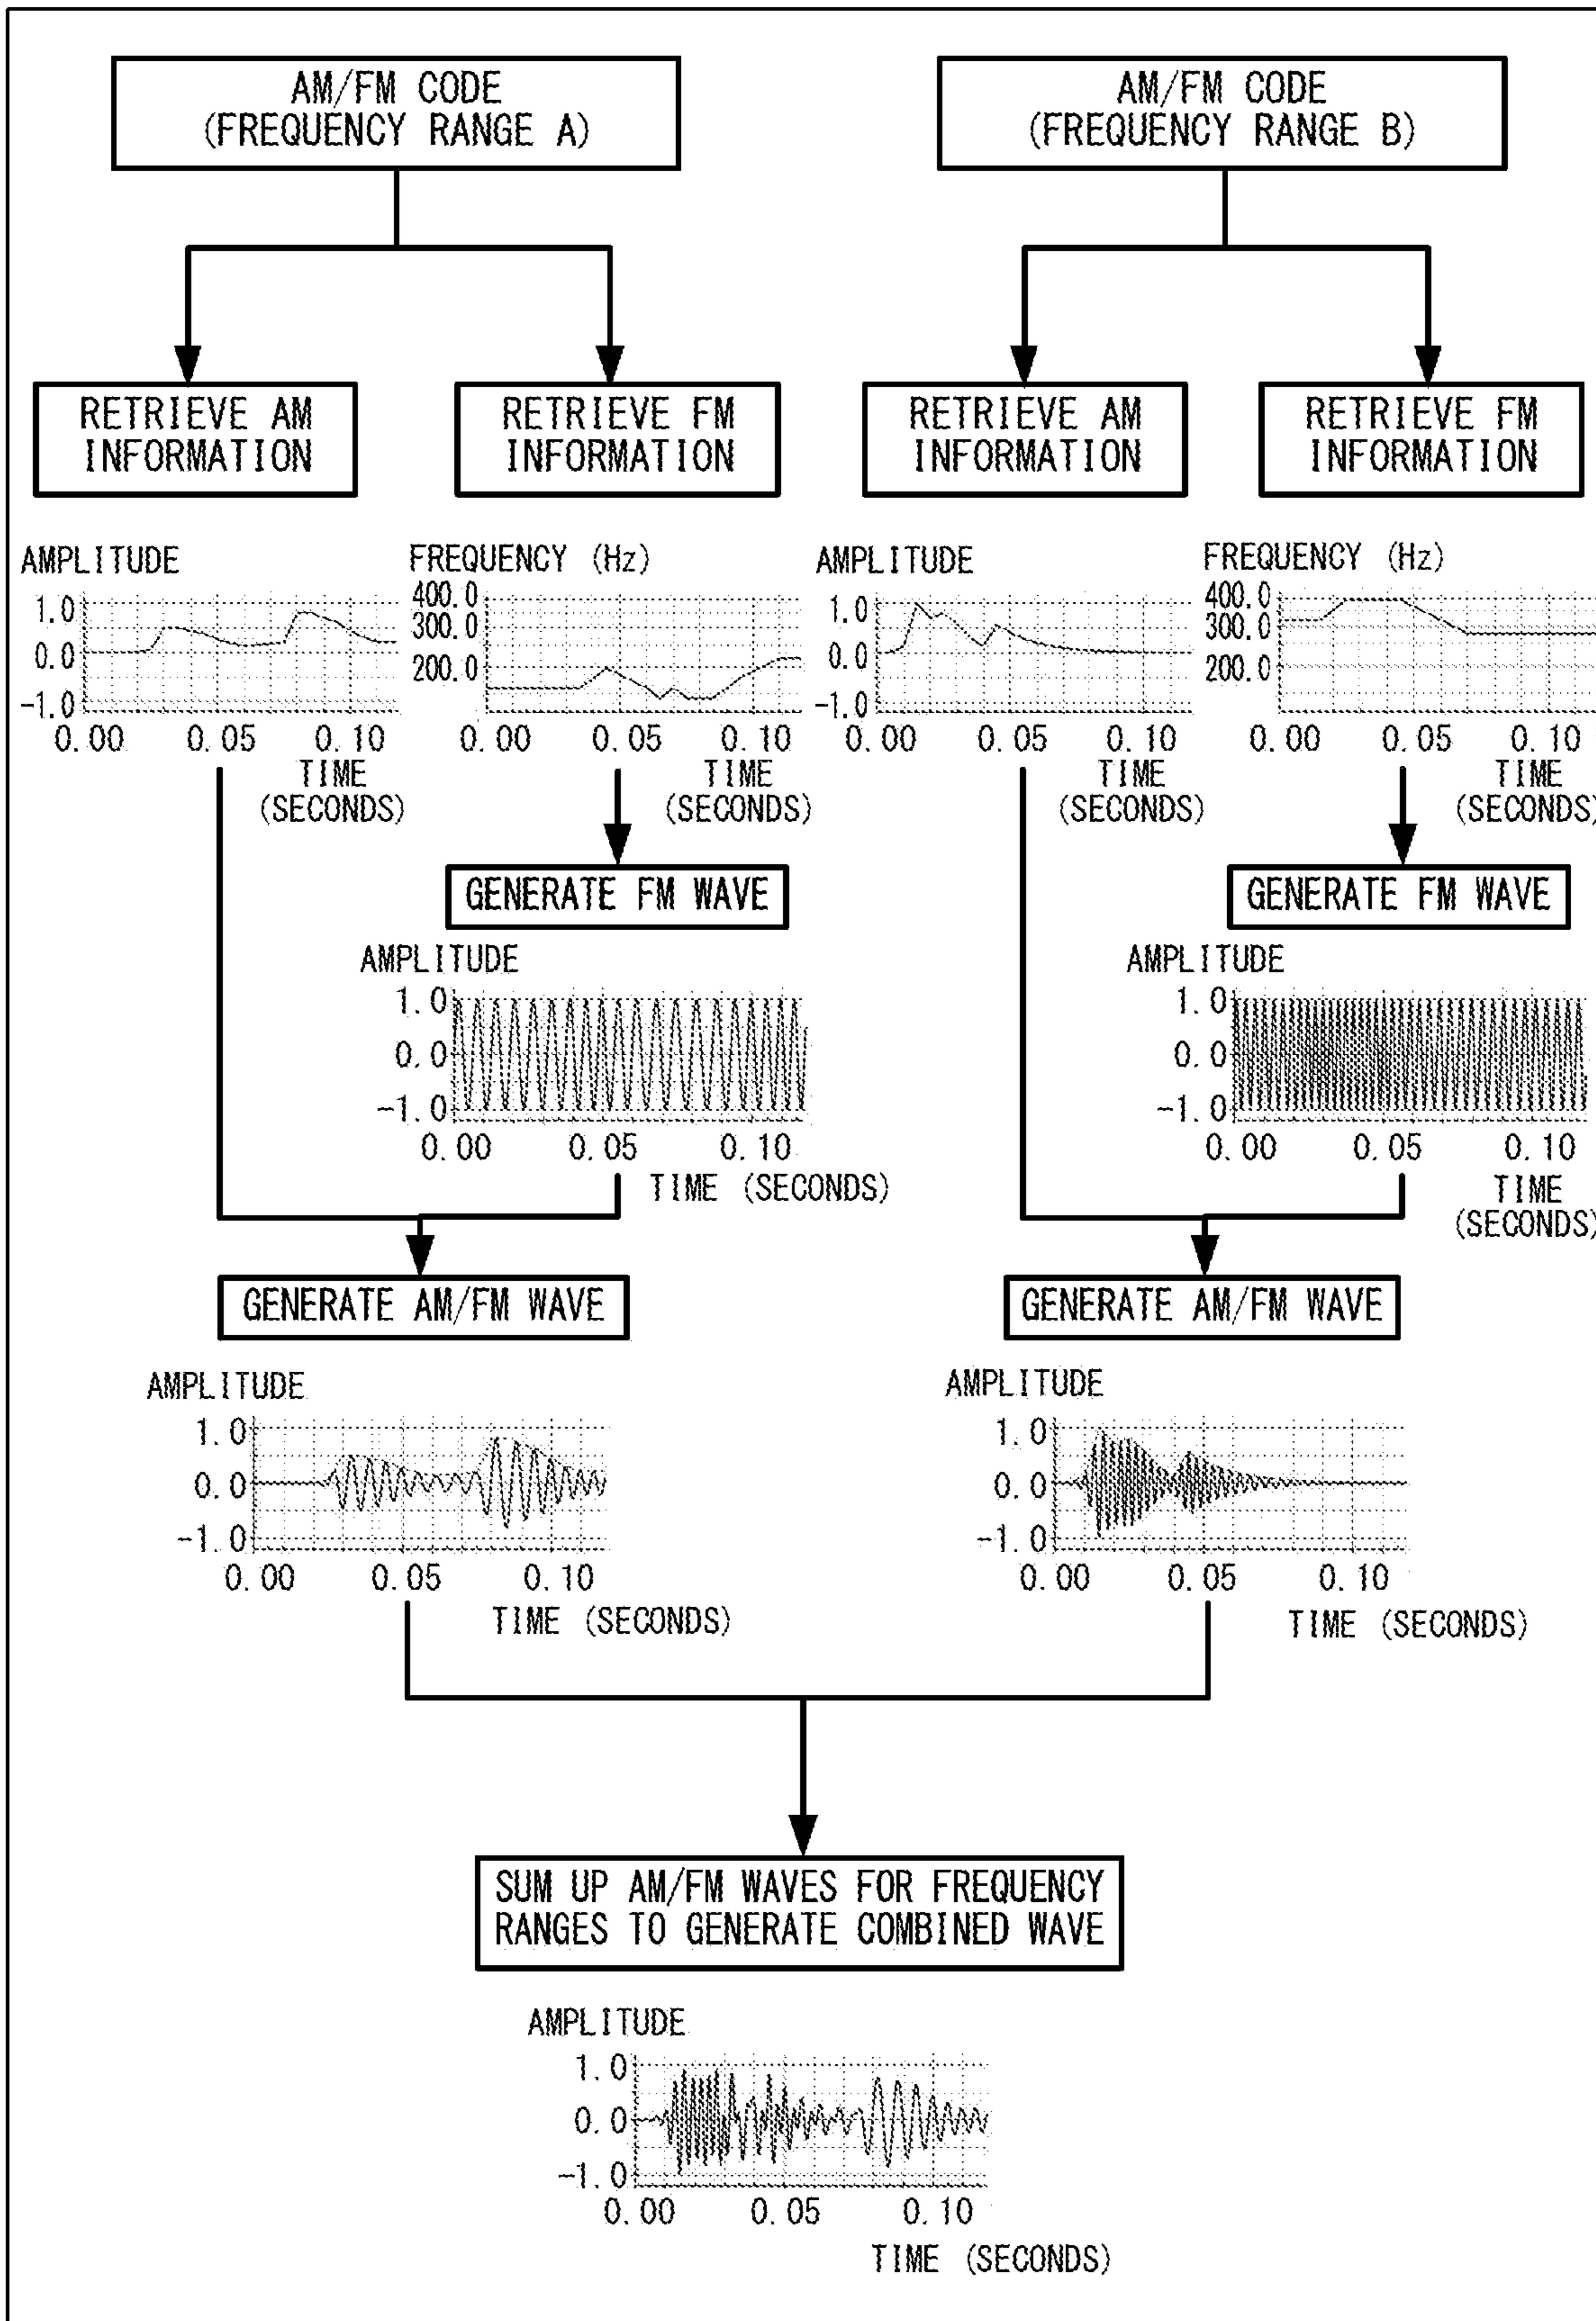 AM/FM CODE
(FREQUENCY RANGE A)
AM/FM CODE
(FREQUENCY RANGE B)
RETRIEVE AM
INFORMATION
RETRIEVE FM
INFORMATION
RETRIEVE AM
INFORMATION
RETRIEVE FM
INFORMATION
AMPLITUDE
1.0
0.0
-1.0
0.00 0.05 0.10
TIME
(SECONDS)
FREQUENCY (Hz)
400.0
300.0
200.0
0.00 0.05 0.10
TIME
(SECONDS)
AMPLITUDE
1.0
0.0
-1.0
0.00 0.05 0.10
TIME
(SECONDS)
FREQUENCY (Hz)
400.0
300.0
200.0
0.00 0.05 0.10
TIME
(SECONDS)
GENERATE FM WAVE
AMPLITUDE
1.0
0.0
-1.0
0.00 0.05 0.10
TIME (SECONDS)
GENERATE FM WAVE
AMPLITUDE
1.0
0.0
-1.0
0.00 0.05 0.10
TIME
(SECONDS)
GENERATE AM/FM WAVE
AMPLITUDE
1.0
0.0
-1.0
0.00 0.05 0.10
TIME (SECONDS)
GENERATE AM/FM WAVE
AMPLITUDE
1.0
0.0
-1.0
0.00 0.05 0.10
TIME (SECONDS)
SUM UP AM/FM WAVES FOR FREQUENCY
RANGES TO GENERATE COMBINED WAVE
AMPLITUDE
1.0
0.0
-1.0
0.00 0.05 0.10
TIME (SECONDS)